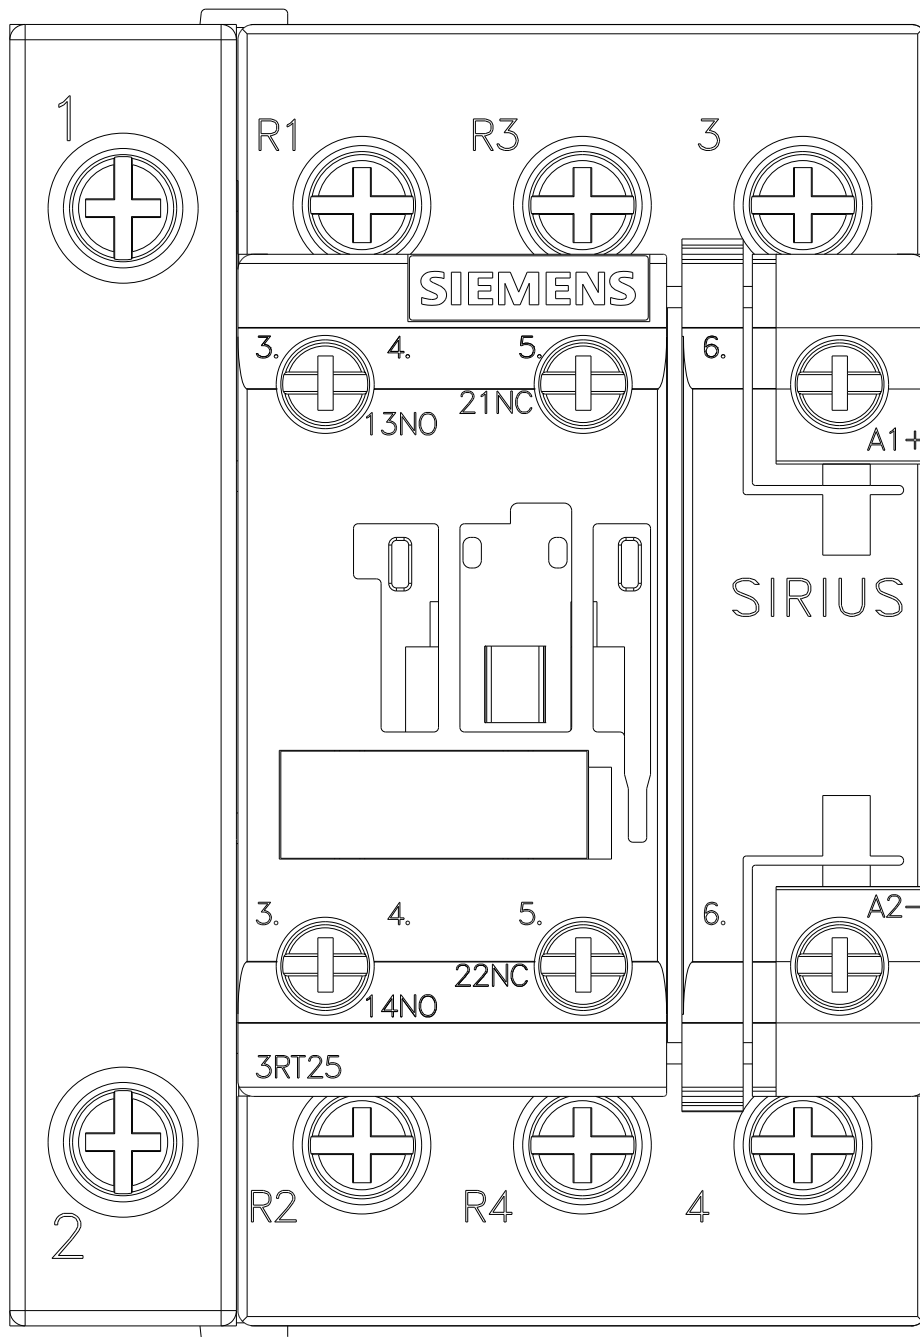 1
R1 R3 3
SIEMENS
3. 4. 5. 6.
21NC
13NO
A1+
SIRIUS
A2-
3. 4. 5. 6.
22NC
14NO
3RT25
R2 R4 4
2